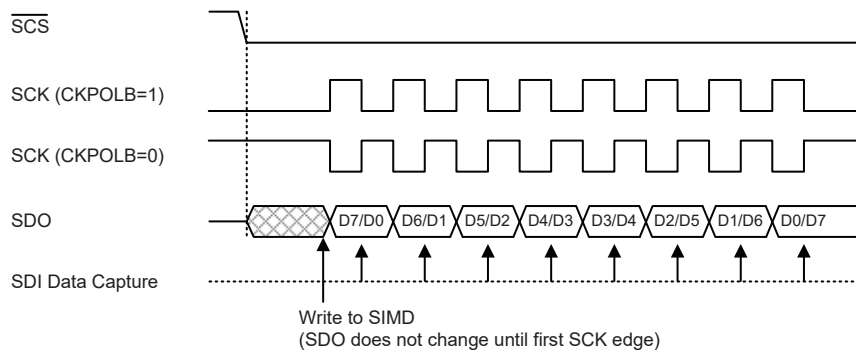 SCS
SCK (CKPOLB=1)
SCK (CKPOLB=0)
SDO
D7/D0 D6/D1 D5/D2 D4/D3 D3/D4 D2/D5 D1/D6 D0/D7
SDI Data Capture
Write to SIMD
(SDO does not change until first SCK edge)